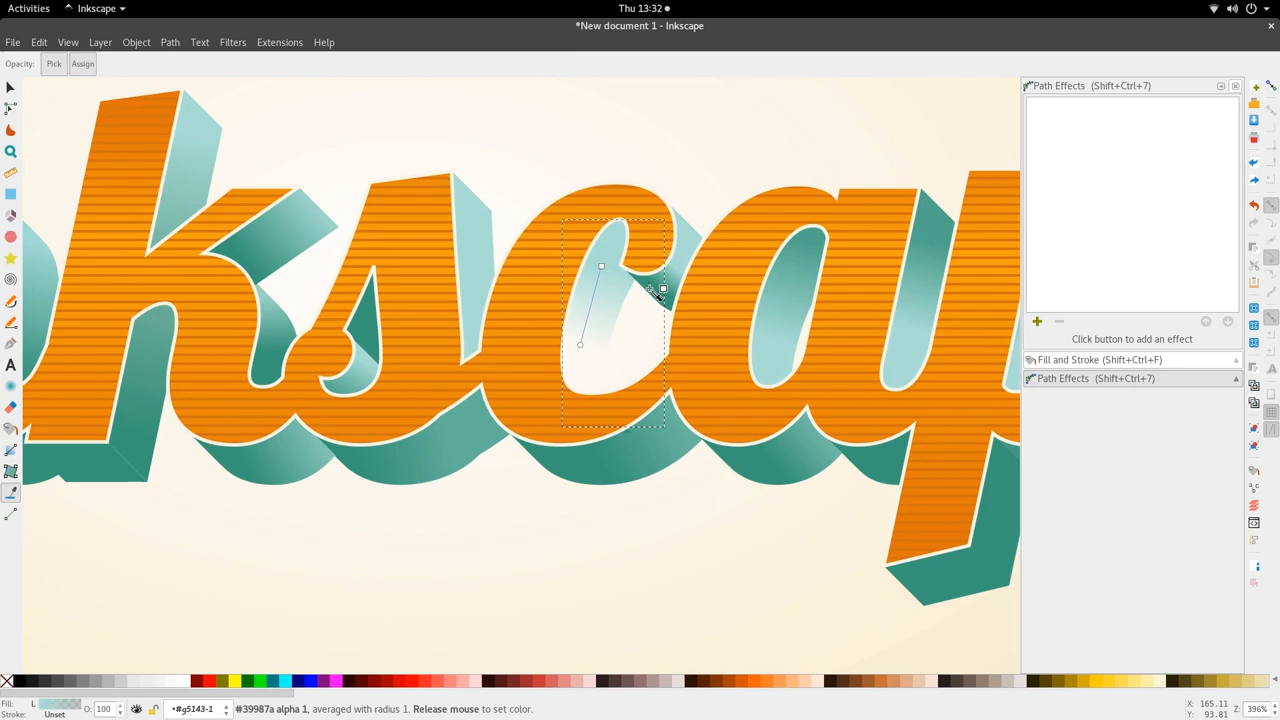 Activities Inkscape Thu 13:32
*New document 1 - Inkscape
File Edit View Layer Object Path Text Filters Extensions Help
Opacity: Pick Assign
Path Effects (Shift+Ctrl+7)
kscap
Click button to add an effect
Fill and Stroke (Shift+Ctrl+F)
Path Effects (Shift+Ctrl+7)
Fill: L
Stroke: Unset
O: 100
•#g5143-1
#39987a alpha 1, averaged with radius 1. Release mouse to set color.
X: 165.11
Y: 93.81
Z: 396%